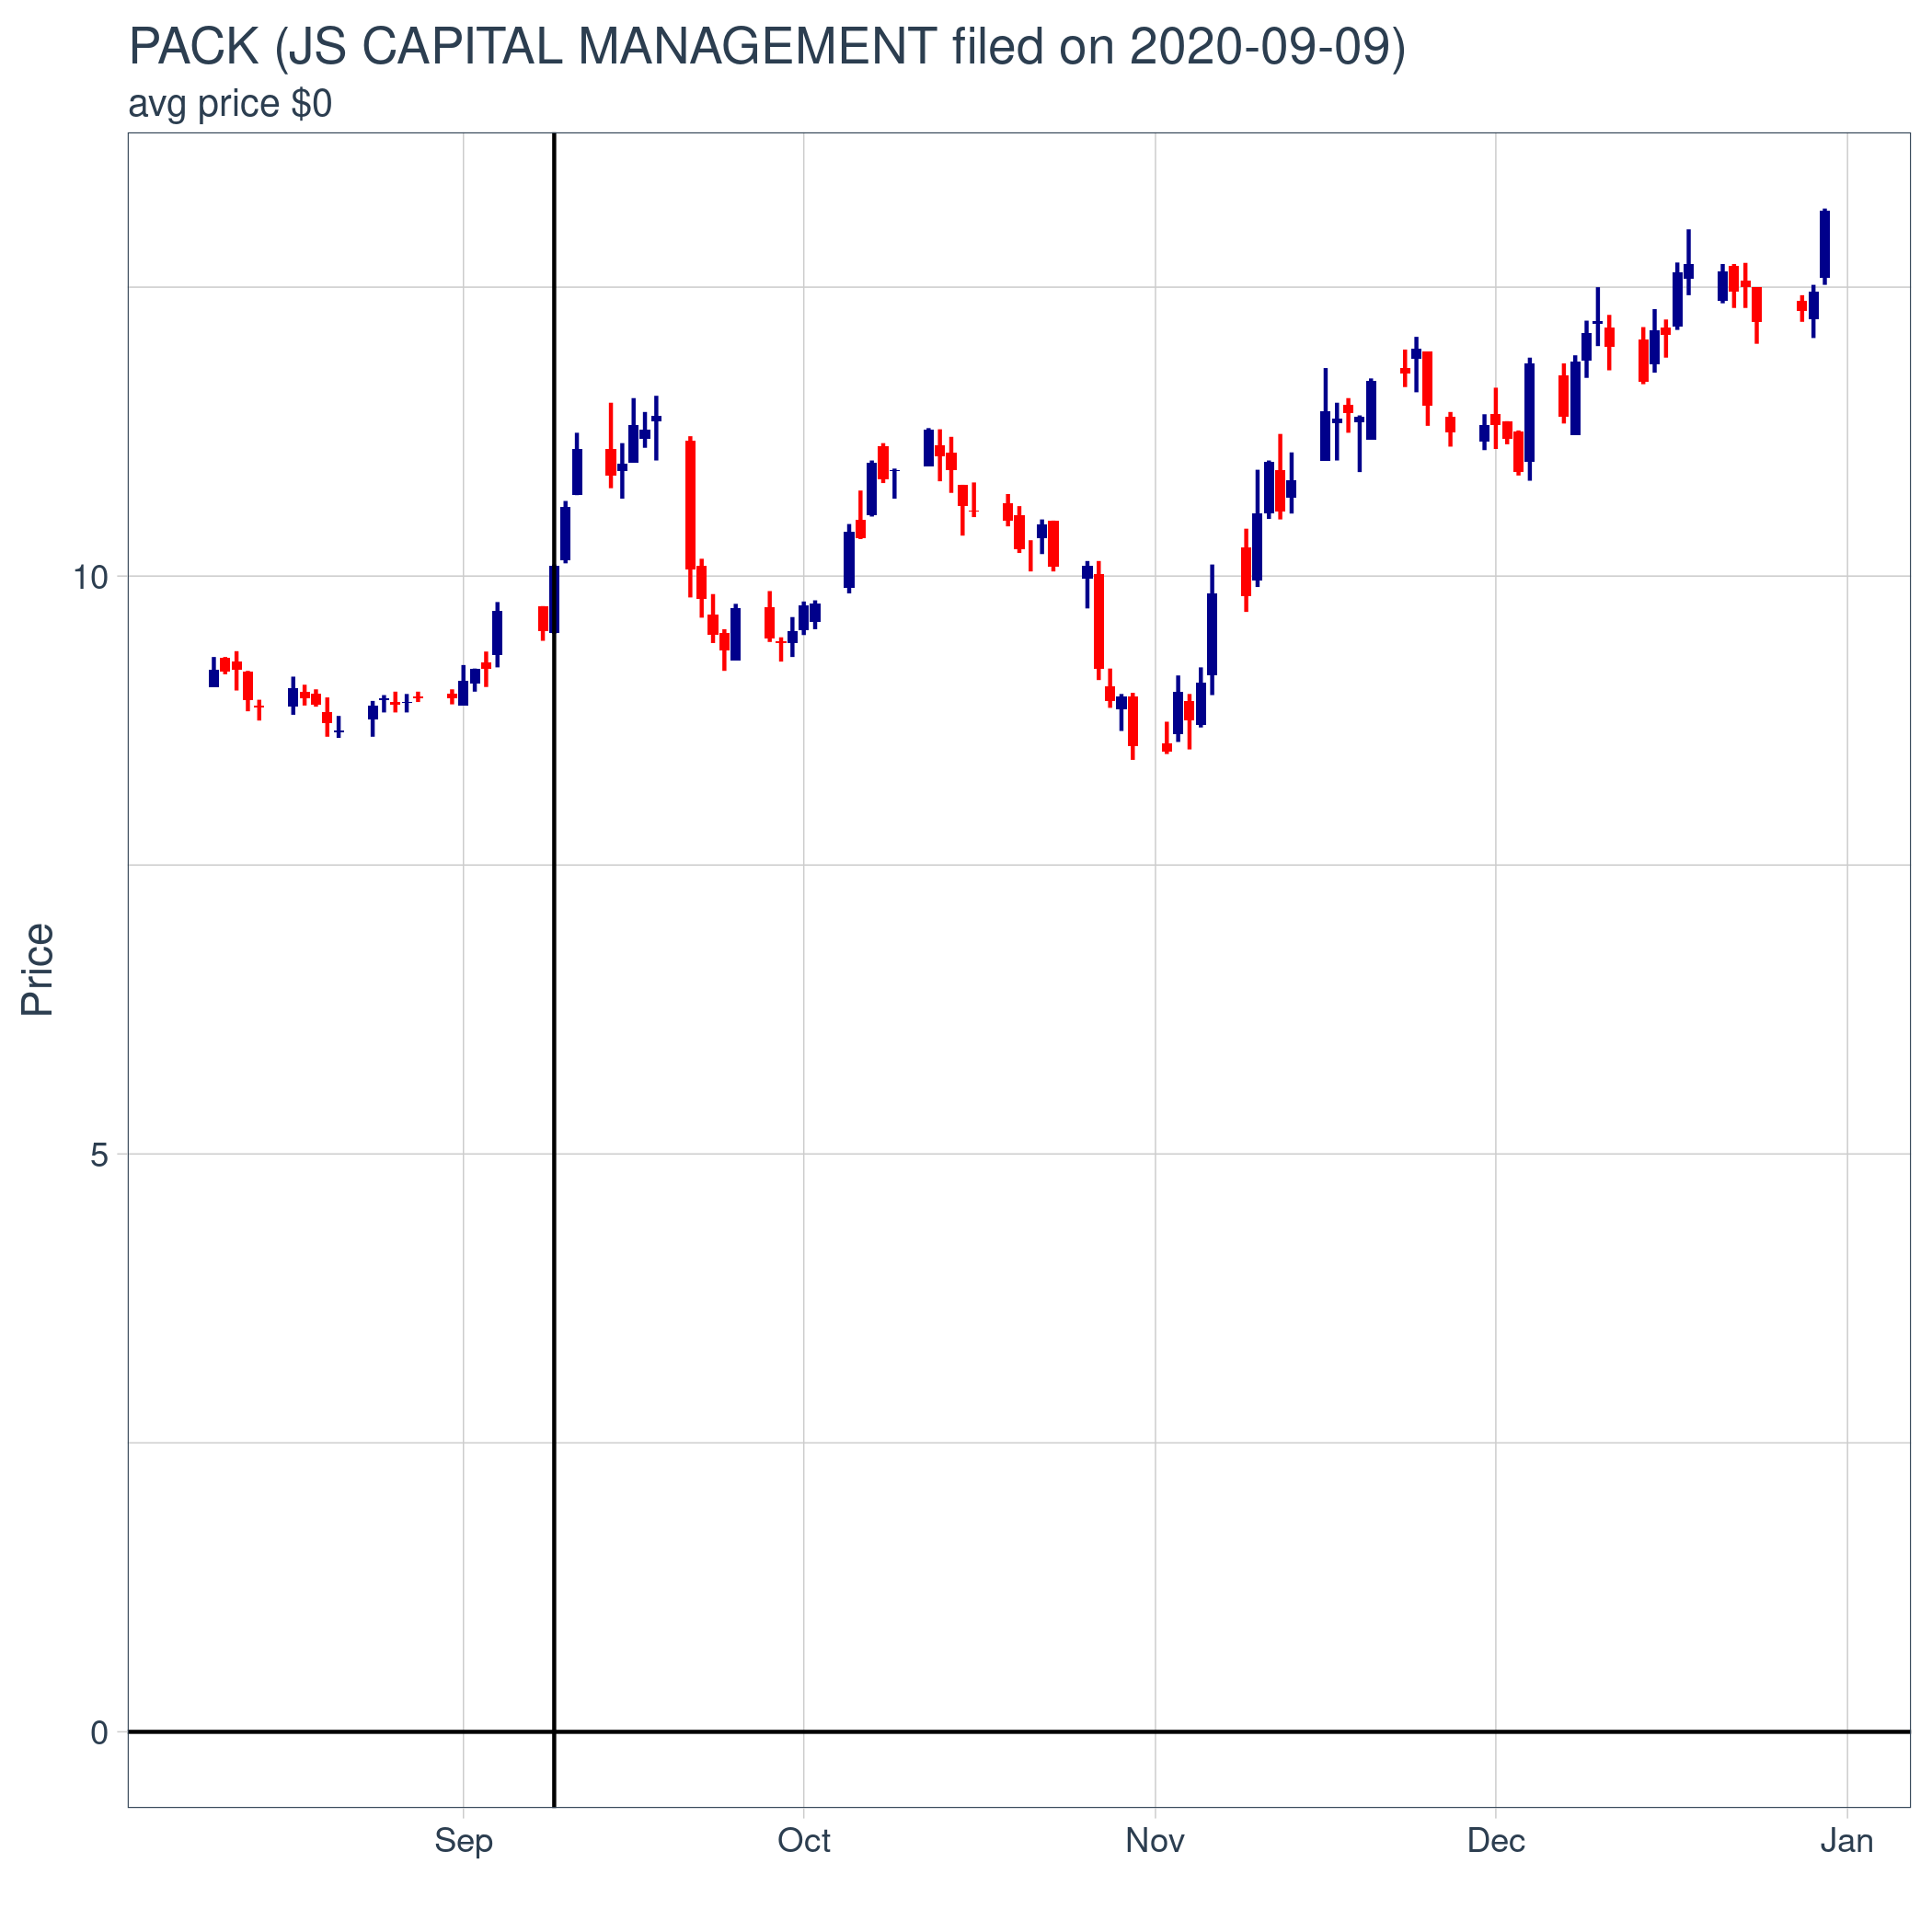 PACK (JS CAPITAL MANAGEMENT filed on 2020-09-09)
avg price $0
Price
10
5
0
Sep Oct Nov Dec Jan